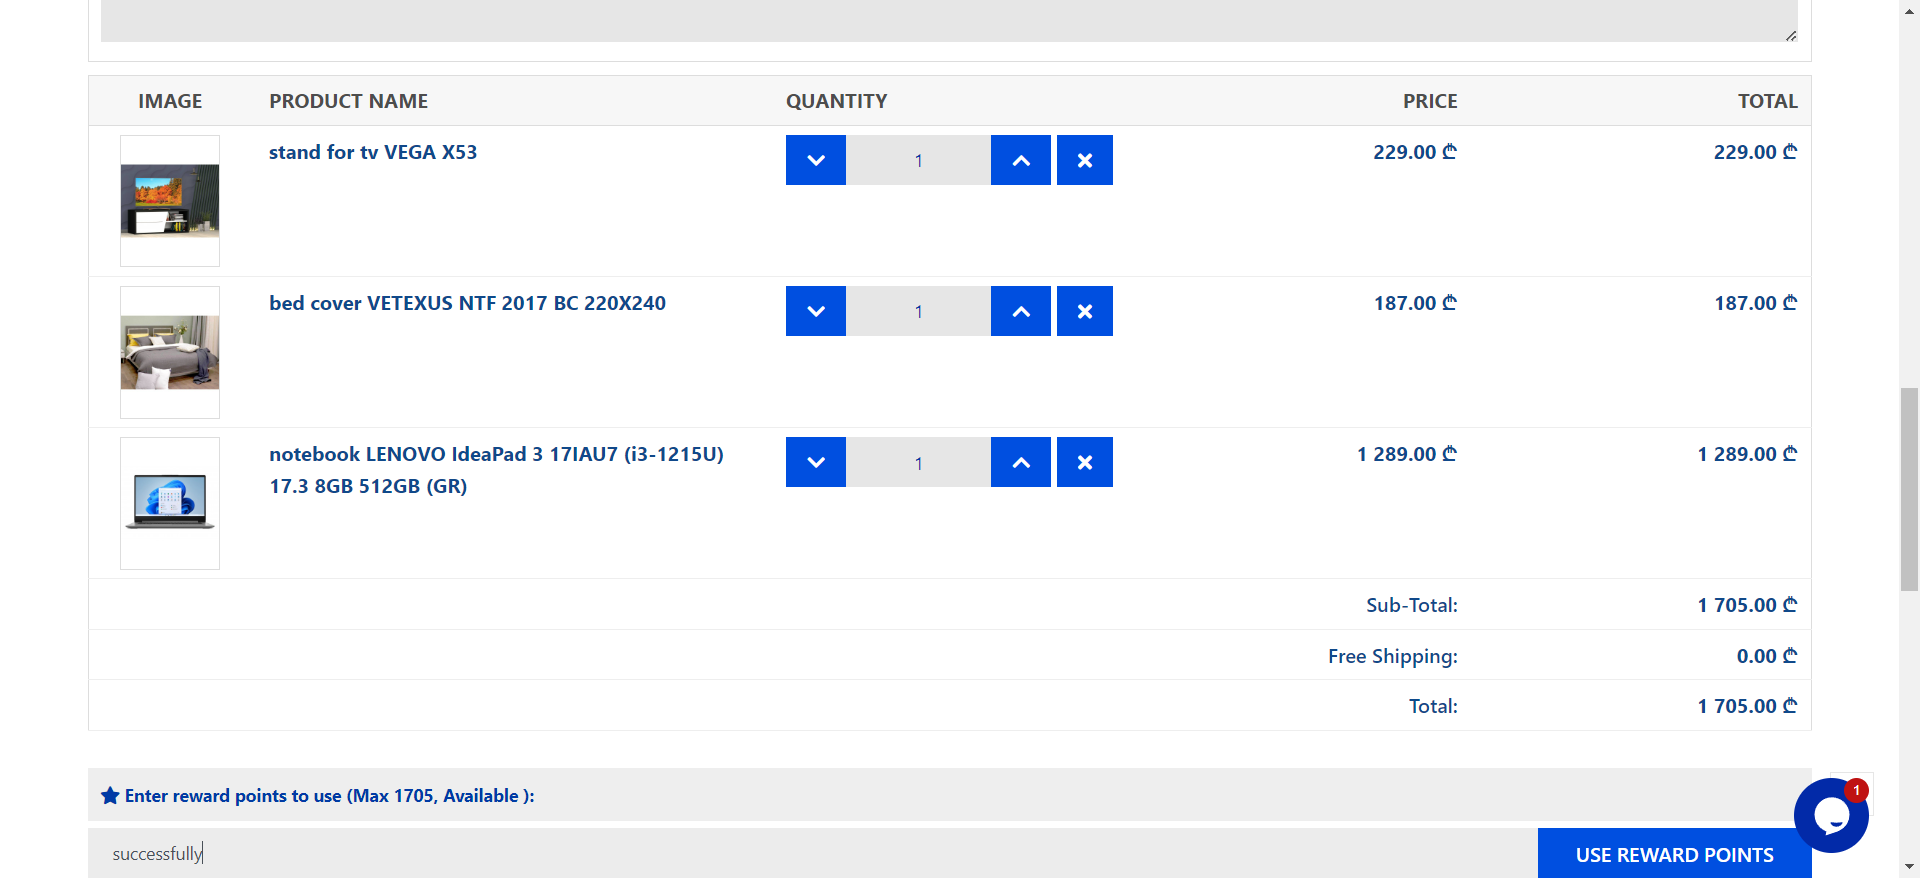 IMAGE PRODUCT NAME QUANTITY PRICE TOTAL
stand for tv VEGA X53 1 229.00 ₾ 229.00 ₾
bed cover VETEXUS NTF 2017 BC 220X240 1 187.00 ₾ 187.00 ₾
notebook LENOVO IdeaPad 3 17IAU7 (i3-1215U) 1 1 289.00 ₾ 1 289.00 ₾
17.3 8GB 512GB (GR)
Sub-Total: 1 705.00 ₾
Free Shipping: 0.00 ₾
Total: 1 705.00 ₾
Enter reward points to use (Max 1705, Available ):
1
successfully USE REWARD POINTS